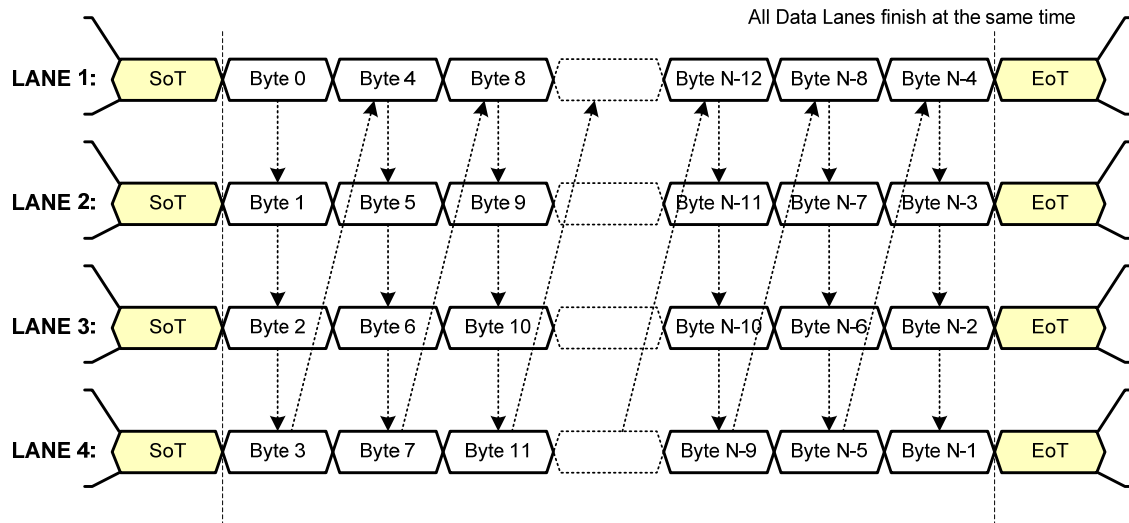 All Data Lanes finish at the same time
LANE 1: SoT Byte 0 Byte 4 Byte 8 Byte N-12 Byte N-8 Byte N-4 EoT
LANE 2: SoT Byte 1 Byte 5 Byte 9 Byte N-11 Byte N-7 Byte N-3 EoT
LANE 3: SoT Byte 2 Byte 6 Byte 10 Byte N-10 Byte N-6 Byte N-2 EoT
LANE 4: SoT Byte 3 Byte 7 Byte 11 Byte N-9 Byte N-5 Byte N-1 EoT